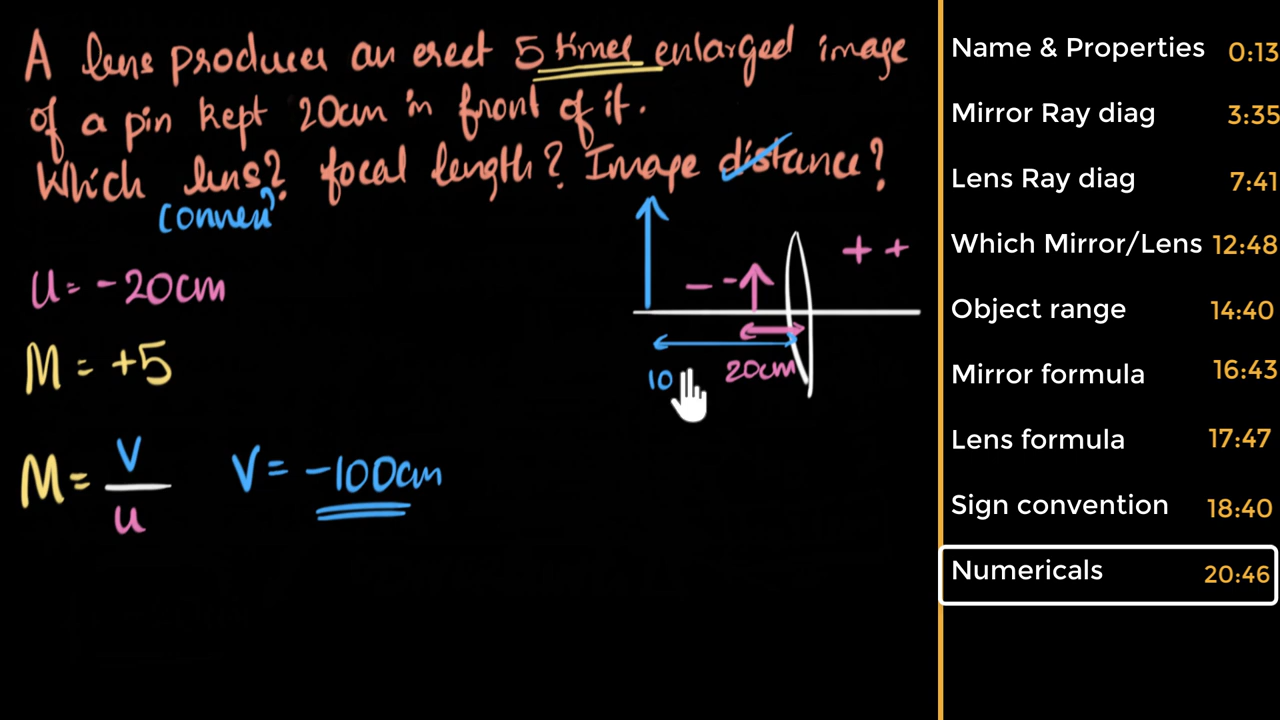 A lens produces an erect 5 times enlarged image
of a pin kept 20cm in front of it.
Which lens? focal length? Image distance?
Convex
u = -20cm
M = +5
M = v/u
V = -100cm
- -
+ +
20cm
10
Name & Properties 0:13
Mirror Ray diag 3:35
Lens Ray diag 7:41
Which Mirror/Lens 12:48
Object range 14:40
Mirror formula 16:43
Lens formula 17:47
Sign convention 18:40
Numericals 20:46